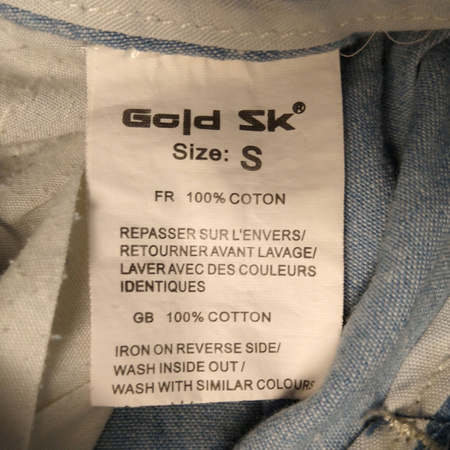 Gold SK®
Size: S
FR 100% COTON
REPASSER SUR L'ENVERS/
RETOURNER AVANT LAVAGE/
LAVER AVEC DES COULEURS
IDENTIQUES
GB 100% COTTON
IRON ON REVERSE SIDE/
WASH INSIDE OUT/
WASH WITH SIMILAR COLOURS